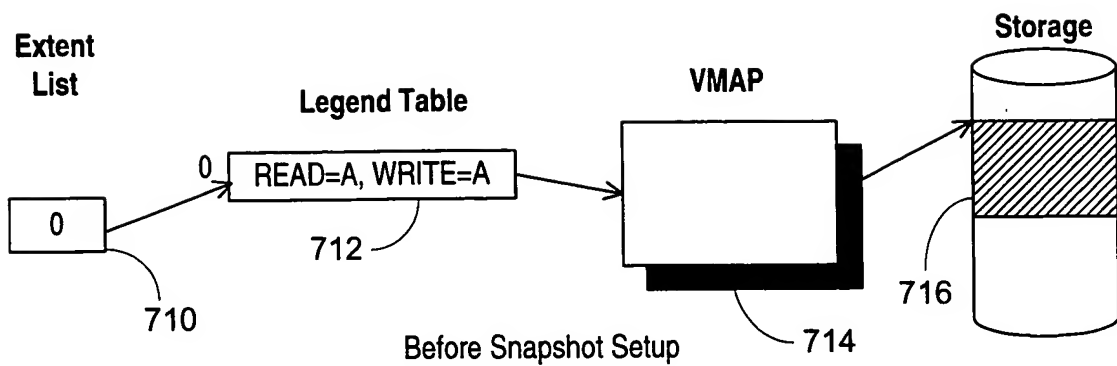 Storage
Extent
List
VMAP
Legend Table
0
READ=A, WRITE=A
0
712
716
710
714
Before Snapshot Setup